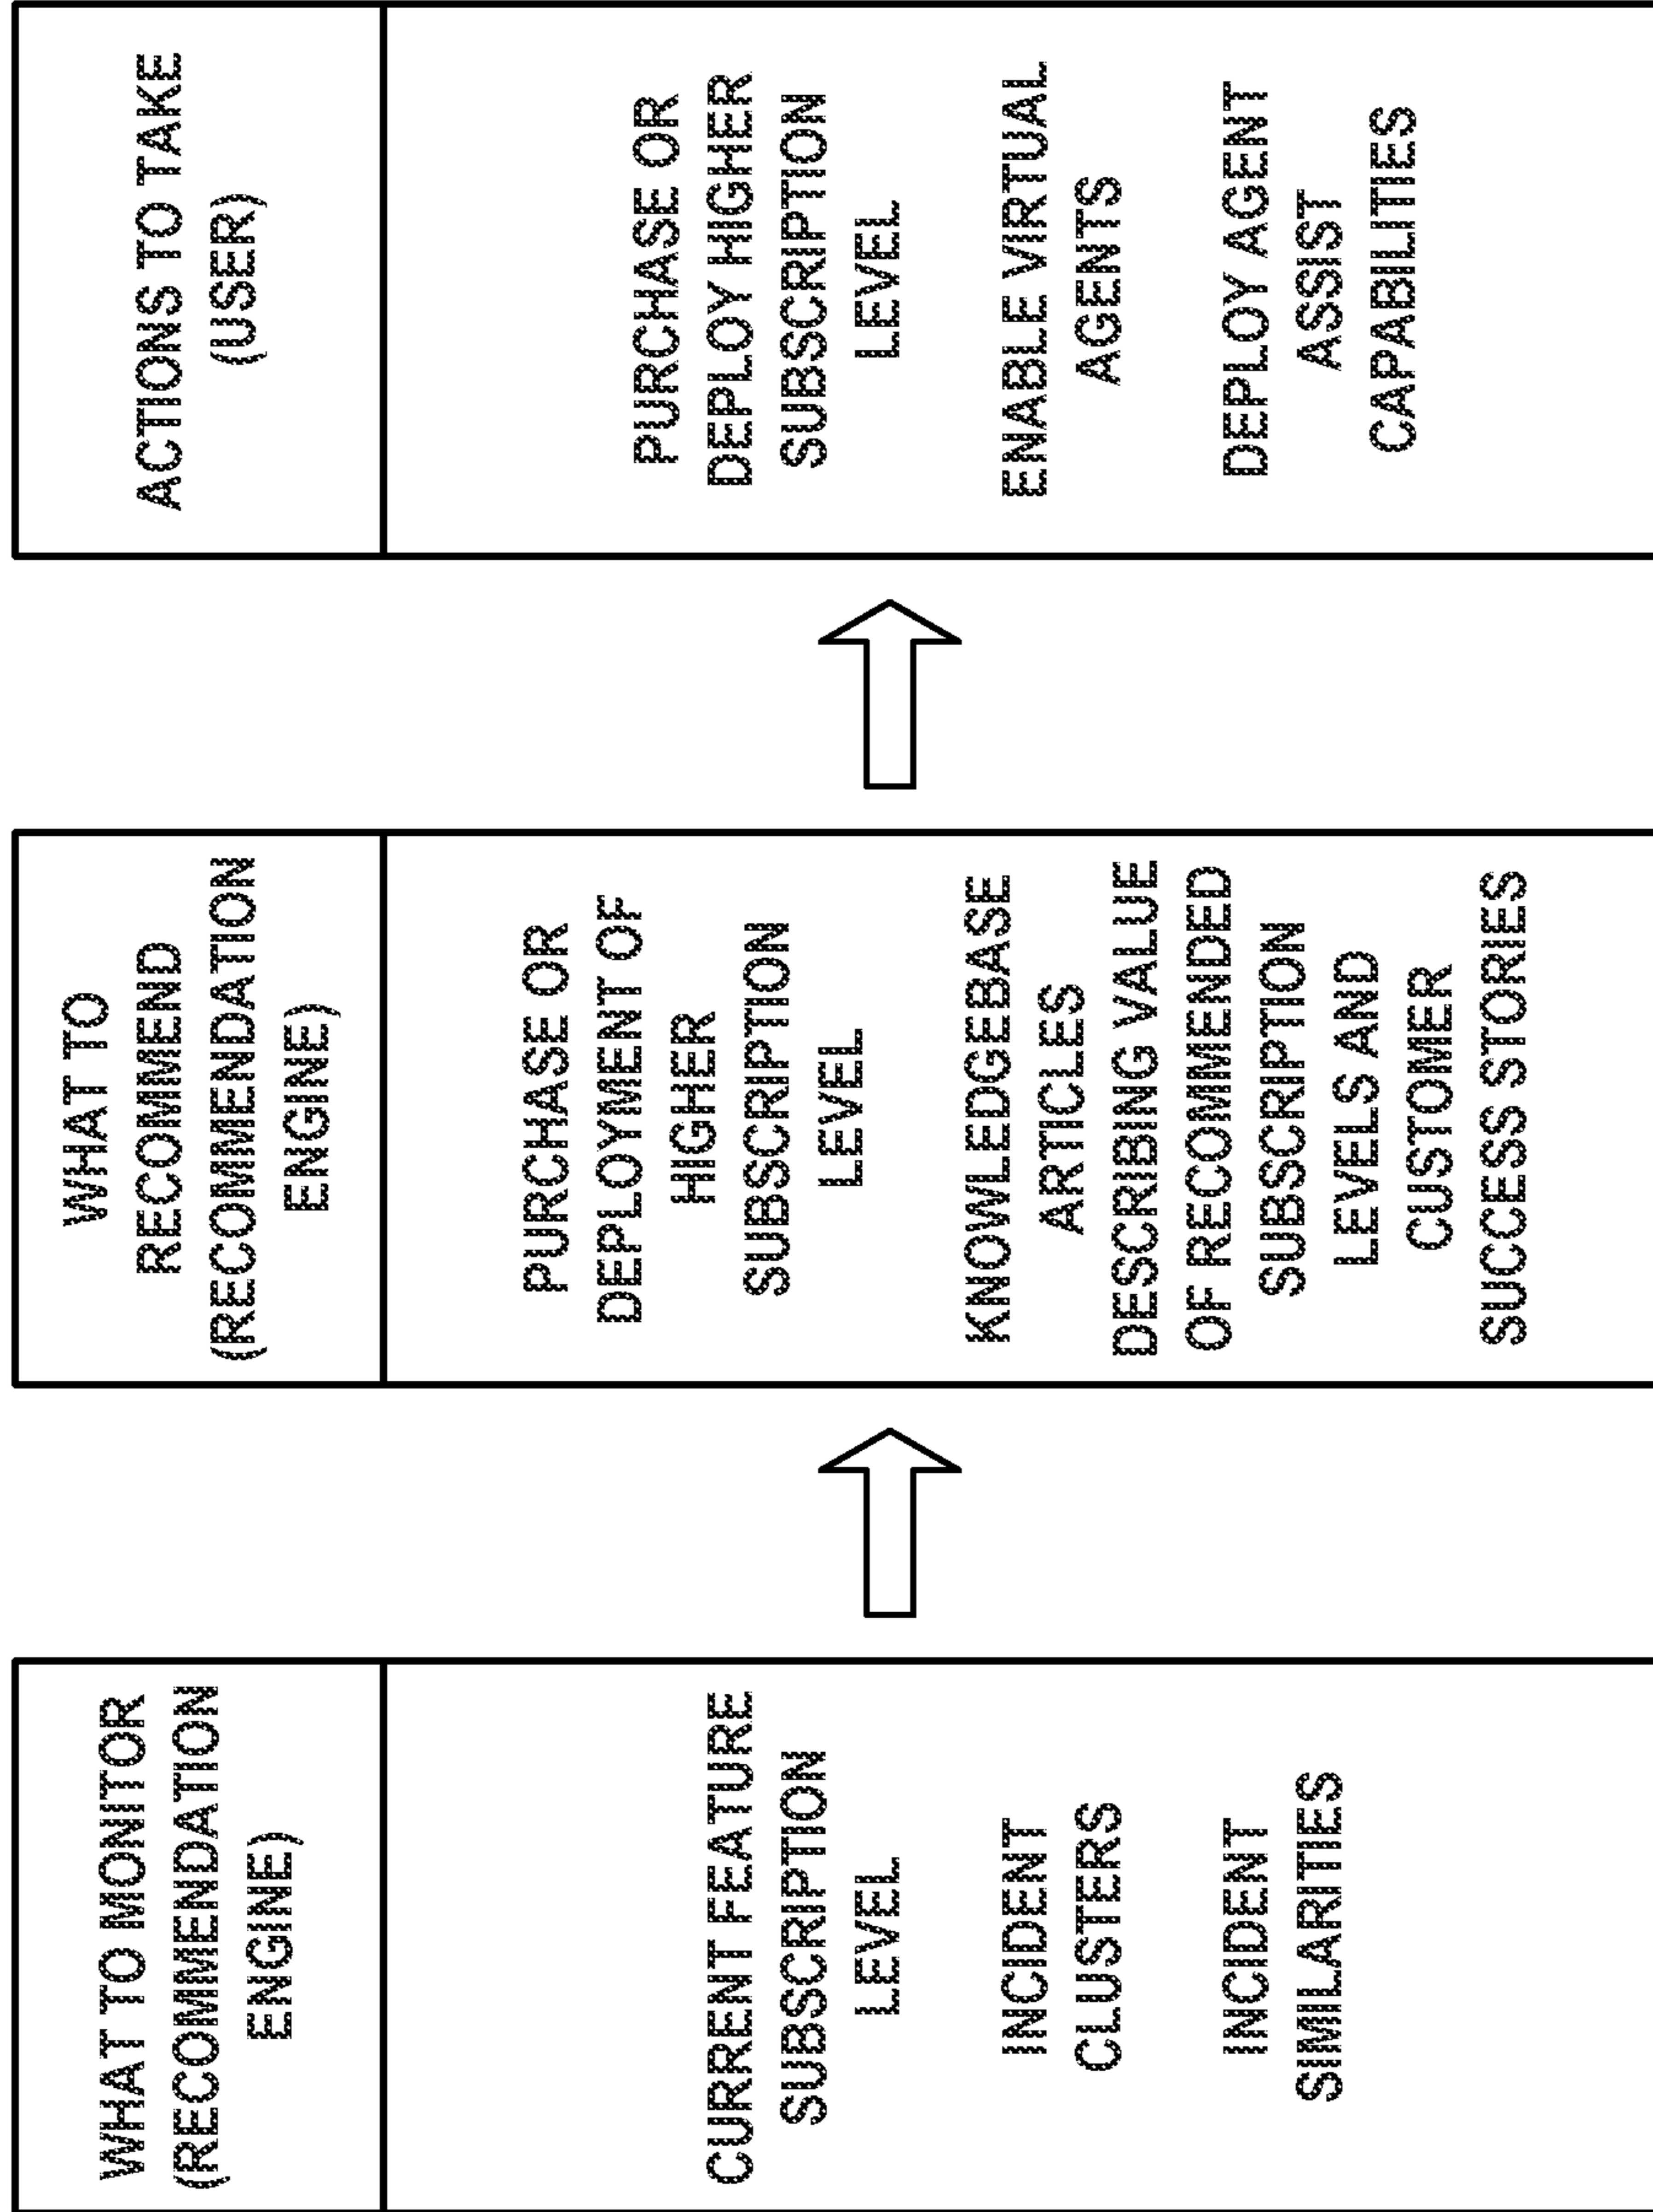 WHAT TO MONITOR
(RECOMMENDATION
ENGINE)
CURRENT FEATURE
SUBSCRIPTION
LEVEL
INCIDENT
CLUSTERS
INCIDENT
SIMILARITIES
WHAT TO
RECOMMEND
(RECOMMENDATION
ENGINE)
PURCHASE OR
DEPLOYMENT OF
HIGHER
SUBSCRIPTION
LEVEL
KNOWLEDGEBASE
ARTICLES
DESCRIBING VALUE
OF RECOMMENDED
SUBSCRIPTION
LEVELS AND
CUSTOMER
SUCCESS STORIES
ACTIONS TO TAKE
(USER)
PURCHASE OR
DEPLOY HIGHER
SUBSCRIPTION
LEVEL
ENABLE VIRTUAL
AGENTS
DEPLOY AGENT
ASSIST
CAPABILITIES